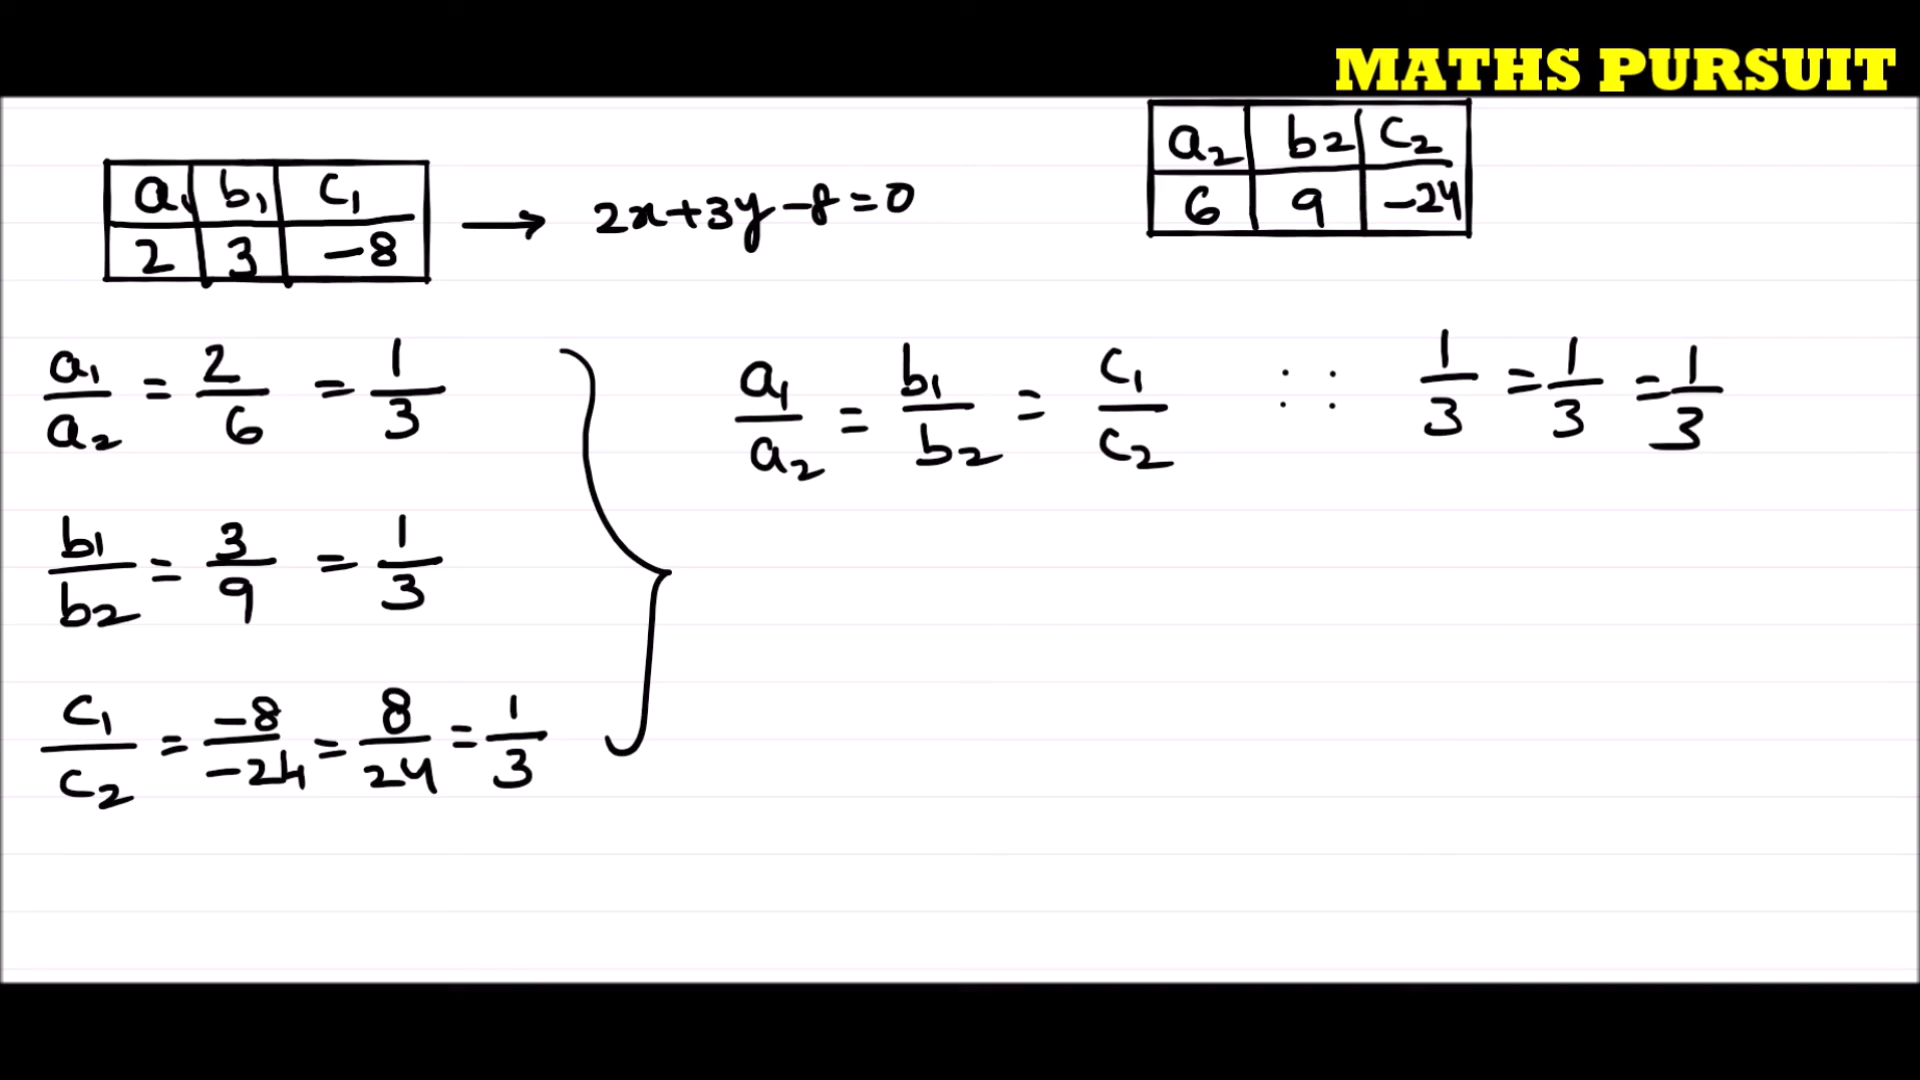 MATHS PURSUIT
a₁ b₁ c₁
2 3 -8
→ 2x+3y-8=0
a₂ b₂ c₂
6 9 -24
a₁/a₂ = 2/6 = 1/3
a₁/a₂ = b₁/b₂ = c₁/c₂ :: 1/3 = 1/3 = 1/3
b₁/b₂ = 3/9 = 1/3
c₁/c₂ = -8/-24 = 8/24 = 1/3